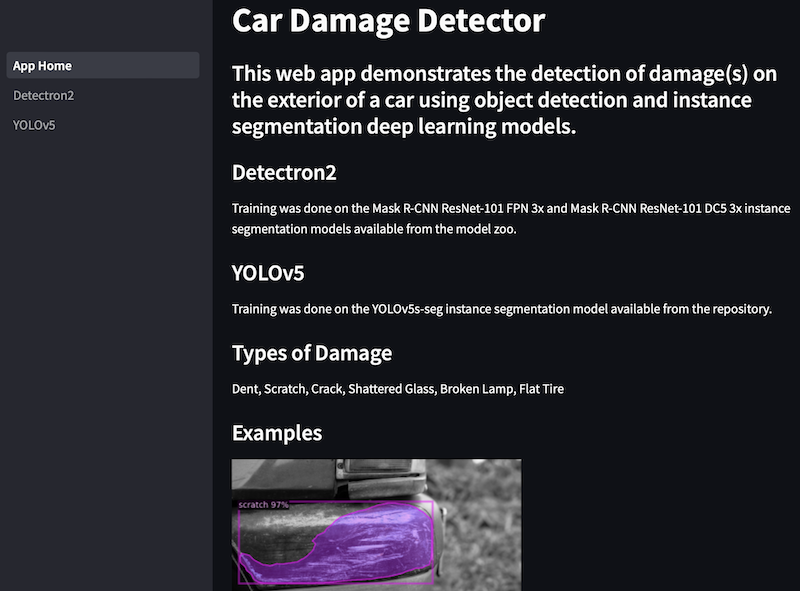 Car Damage Detector
App Home
Detectron2
YOLOv5
This web app demonstrates the detection of damage(s) on
the exterior of a car using object detection and instance
segmentation deep learning models.
Detectron2
Training was done on the Mask R-CNN ResNet-101 FPN 3x and Mask R-CNN ResNet-101 DC5 3x instance
segmentation models available from the model zoo.
YOLOv5
Training was done on the YOLOv5s-seg instance segmentation model available from the repository.
Types of Damage
Dent, Scratch, Crack, Shattered Glass, Broken Lamp, Flat Tire
Examples
scratch 97%